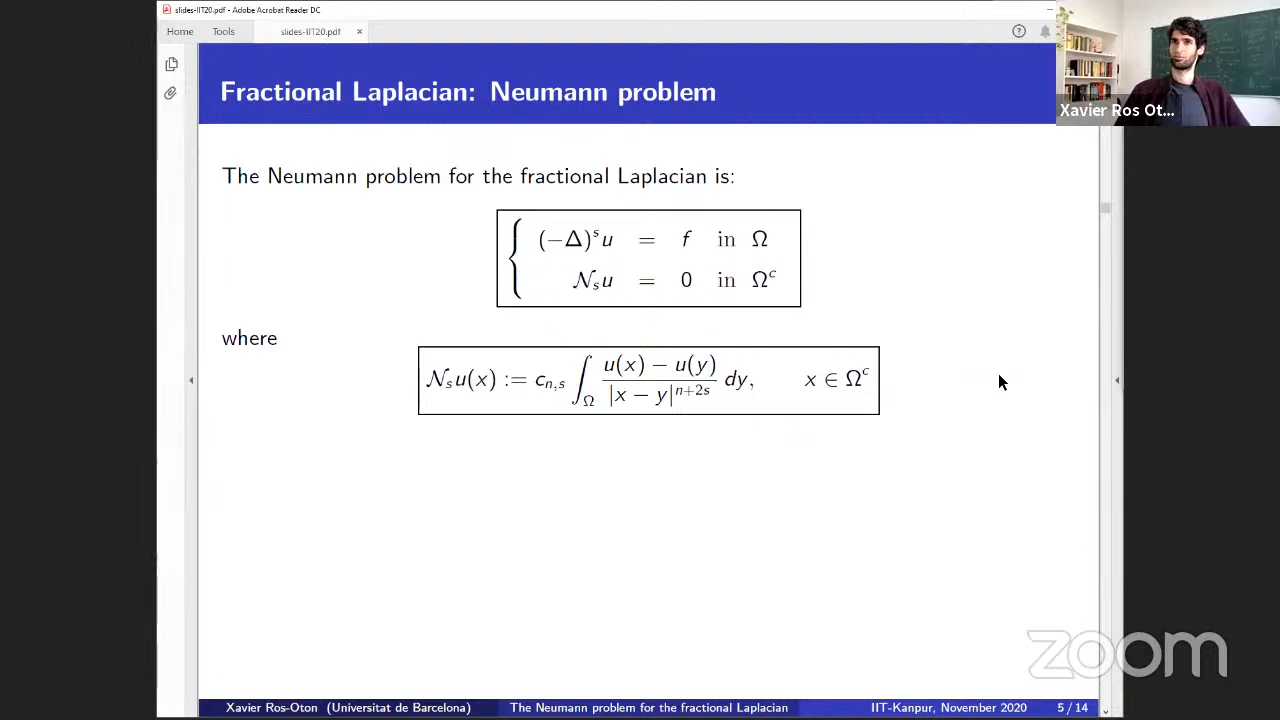 slides-IIT20.pdf - Adobe Acrobat Reader DC
Home Tools slides-IIT20.pdf ×
Fractional Laplacian: Neumann problem
Xavier Ros Ot...
The Neumann problem for the fractional Laplacian is:
(−Δ)^s u = f in Ω
𝒩_s u = 0 in Ω^c
where
𝒩_s u(x) := c_{n,s} ∫_Ω \frac{u(x) − u(y)}{|x − y|^{n+2s}} dy, x ∈ Ω^c
zoom
Xavier Ros-Oton (Universitat de Barcelona) The Neumann problem for the fractional Laplacian IIT-Kanpur, November 2020 5 / 14